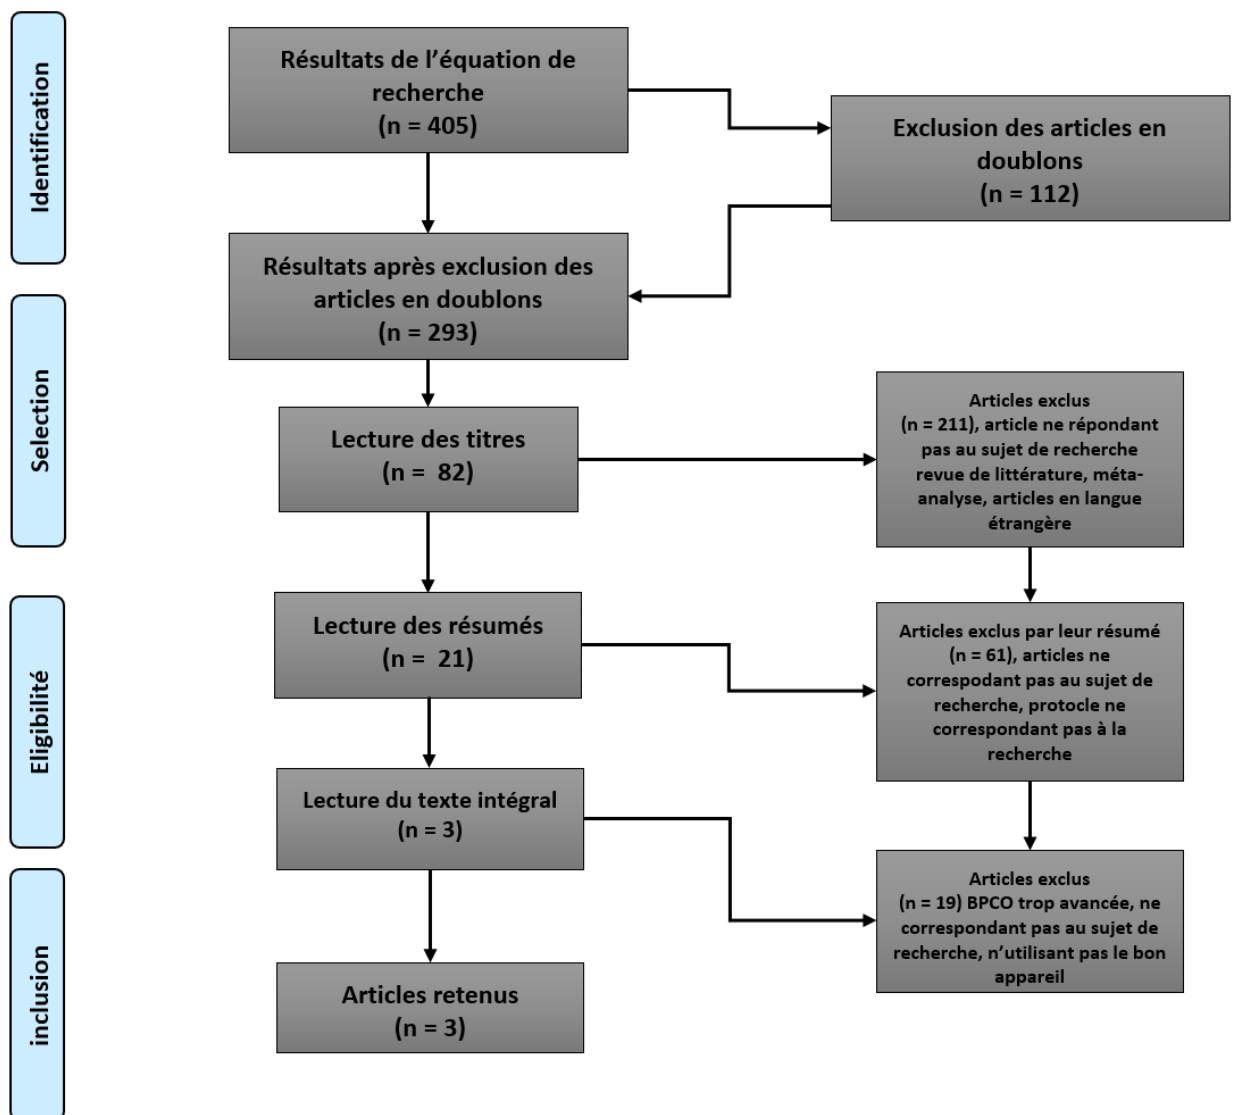 Identification
Résultats de l’équation de
recherche
(n = 405)
Exclusion des articles en
doublons
(n = 112)
Résultats après exclusion des
articles en doublons
(n = 293)
Selection
Lecture des titres
(n = 82)
Articles exclus
(n = 211), article ne répondant
pas au sujet de recherche
revue de littérature, méta-
analyse, articles en langue
étrangère
Eligibilité
Lecture des résumés
(n = 21)
Articles exclus par leur résumé
(n = 61), articles ne
correspodant pas au sujet de
recherche, protocle ne
correspondant pas à la
recherche
Lecture du texte intégral
(n = 3)
Articles exclus
(n = 19) BPCO trop avancée, ne
correspondant pas au sujet de
recherche, n’utilisant pas le bon
appareil
inclusion
Articles retenus
(n = 3)